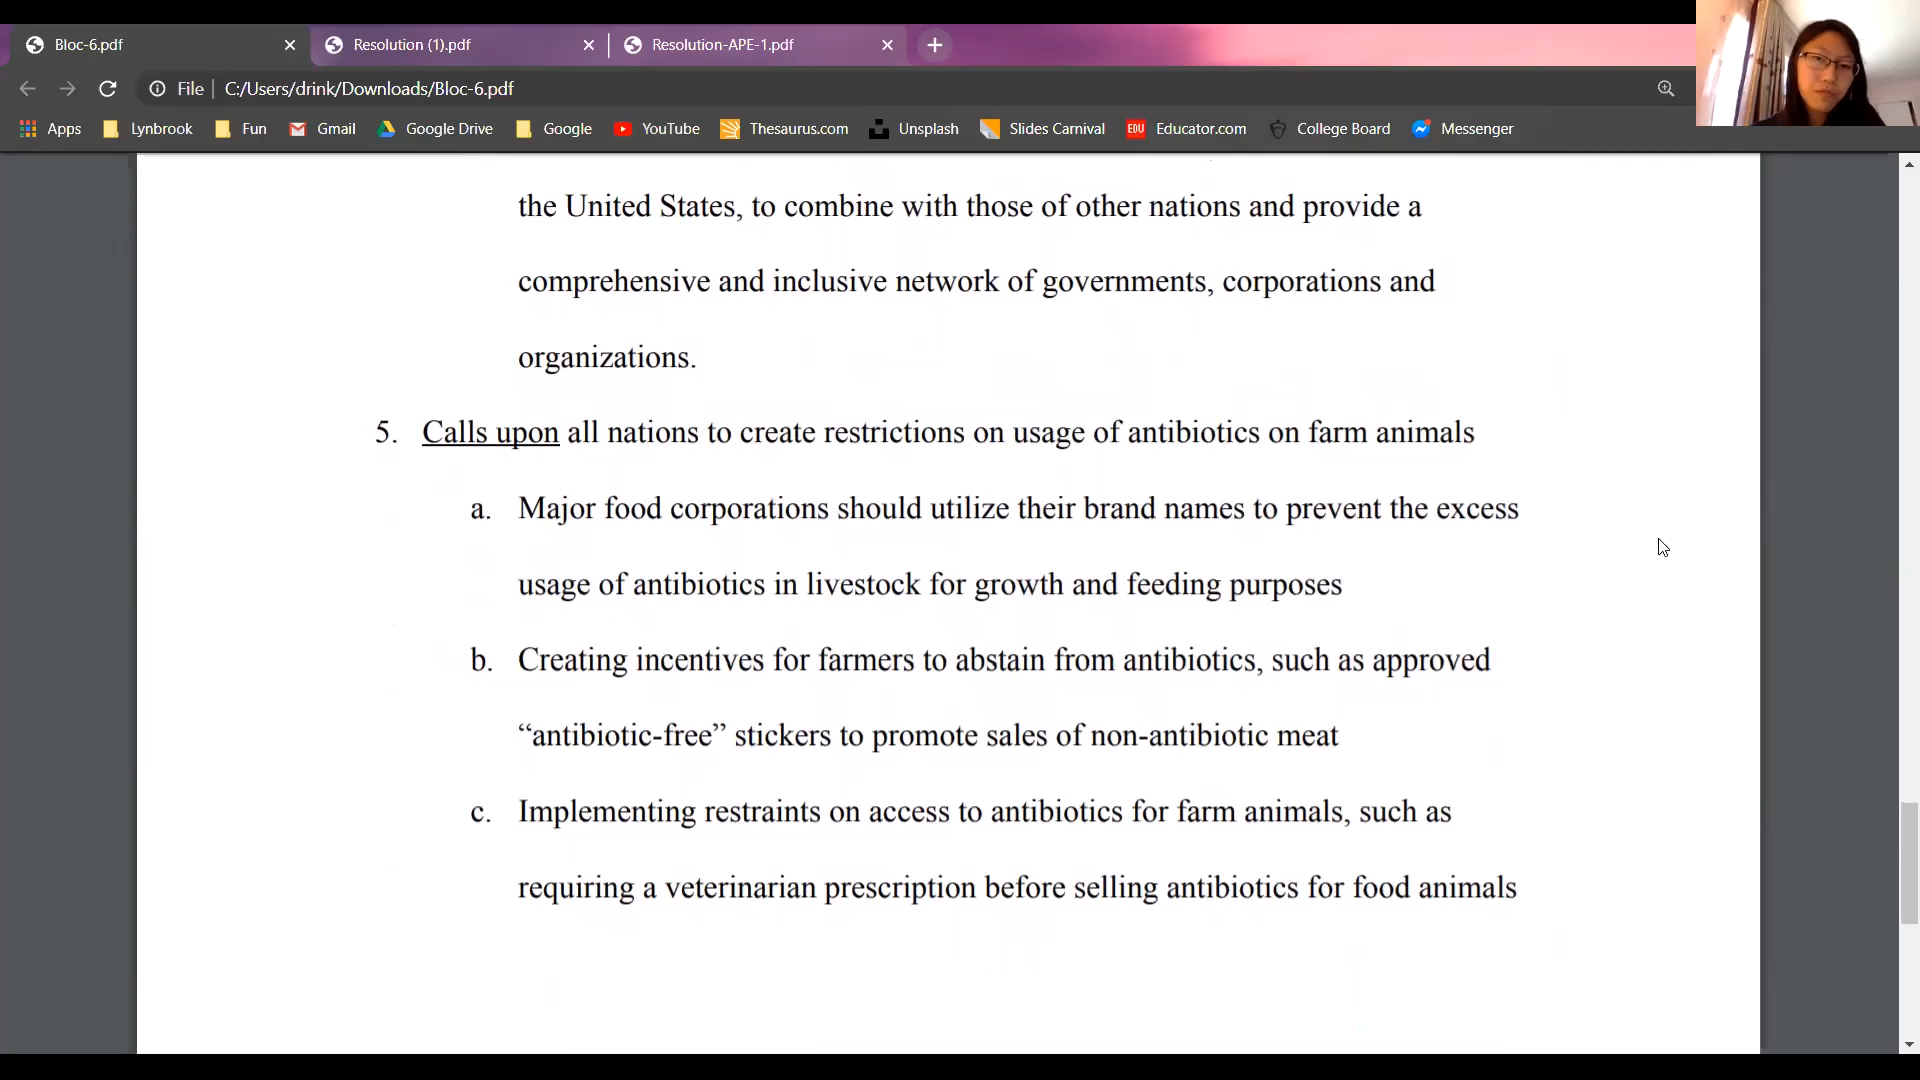 Bloc-6.pdf
Resolution (1).pdf
Resolution-APE-1.pdf
File
C:/Users/drink/Downloads/Bloc-6.pdf
Apps Lynbrook Fun Gmail Google Drive Google YouTube Thesaurus.com Unsplash Slides Carnival EDU Educator.com College Board Messenger
the United States, to combine with those of other nations and provide a
comprehensive and inclusive network of governments, corporations and
organizations.
5. Calls upon all nations to create restrictions on usage of antibiotics on farm animals
a. Major food corporations should utilize their brand names to prevent the excess
usage of antibiotics in livestock for growth and feeding purposes
b. Creating incentives for farmers to abstain from antibiotics, such as approved
“antibiotic-free” stickers to promote sales of non-antibiotic meat
c. Implementing restraints on access to antibiotics for farm animals, such as
requiring a veterinarian prescription before selling antibiotics for food animals